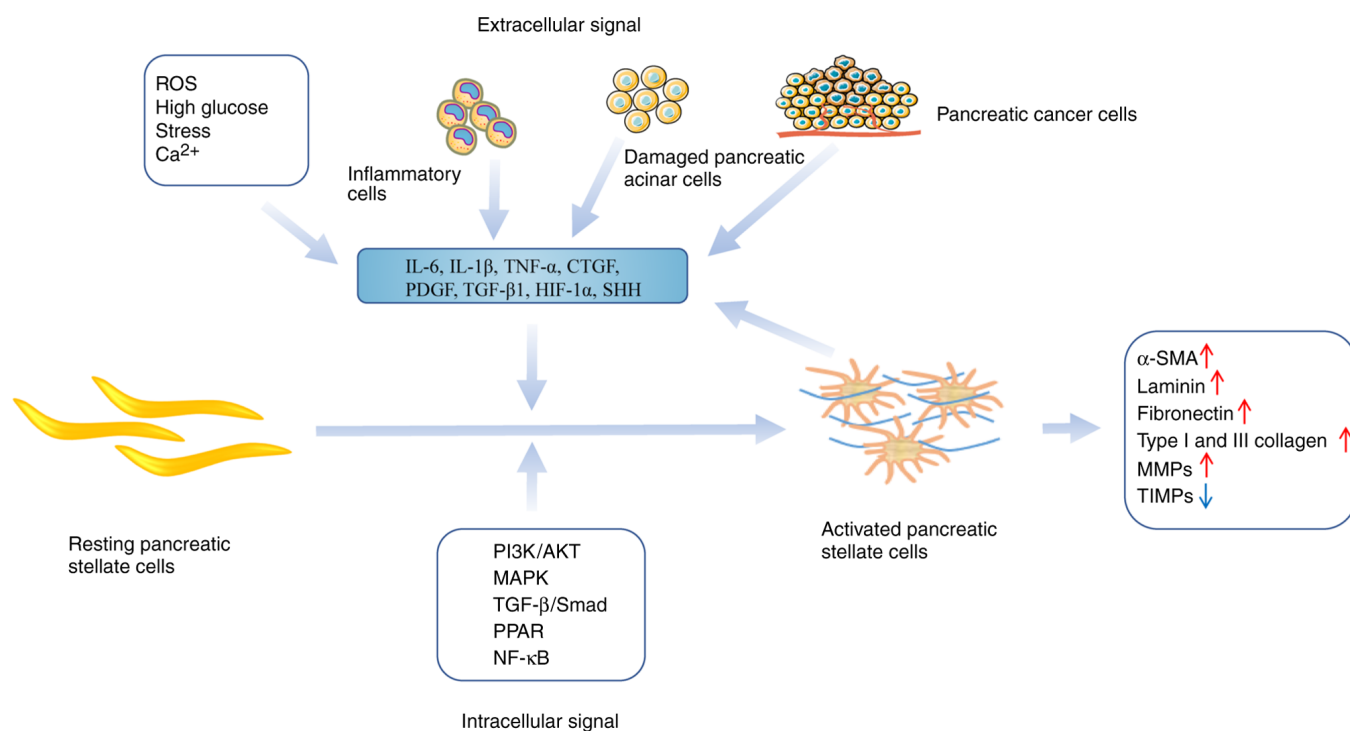 Extracellular signal
ROS
High glucose
Stress
Ca²⁺
Inflammatory
cells
Damaged pancreatic
acinar cells
Pancreatic cancer cells
IL-6, IL-1β, TNF-α, CTGF,
PDGF, TGF-β1, HIF-1α, SHH
Resting pancreatic
stellate cells
Activated pancreatic
stellate cells
α-SMA↑
Laminin ↑
Fibronectin ↑
Type I and III collagen ↑
MMPs ↑
TIMPs ↓
PI3K/AKT
MAPK
TGF-β/Smad
PPAR
NF-κB
Intracellular signal